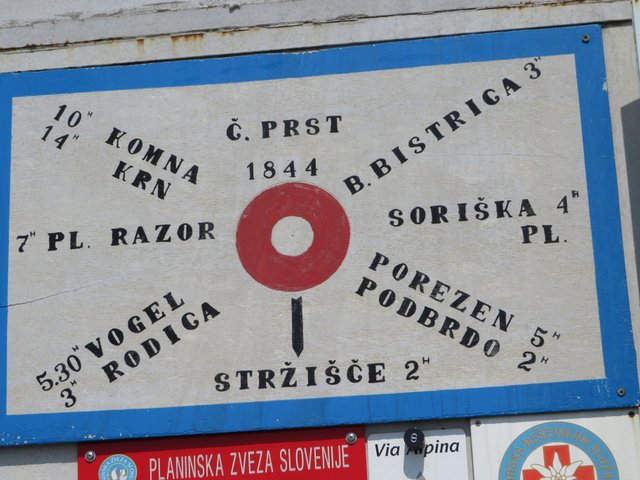 Č. PRST
1844
10H KOMNA
14H KRN
B. BISTRICA 3H
7H PL. RAZOR
SORIŠKA 4H
PL.
5.30H VOGEL
3H RODICA
POREZEN 5H
PODBRDO 2H
STRŽIŠČE 2H
PLANINSKA ZVEZA SLOVENIJE
Via Alpina